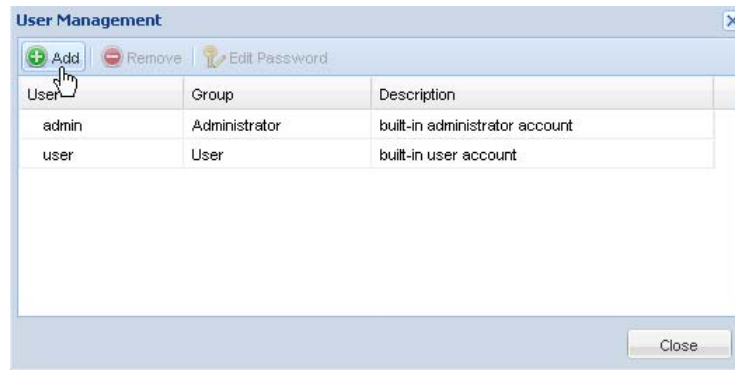 User Management
Add Remove Edit Password
User Group Description
admin Administrator built-in administrator account
user User built-in user account
Close